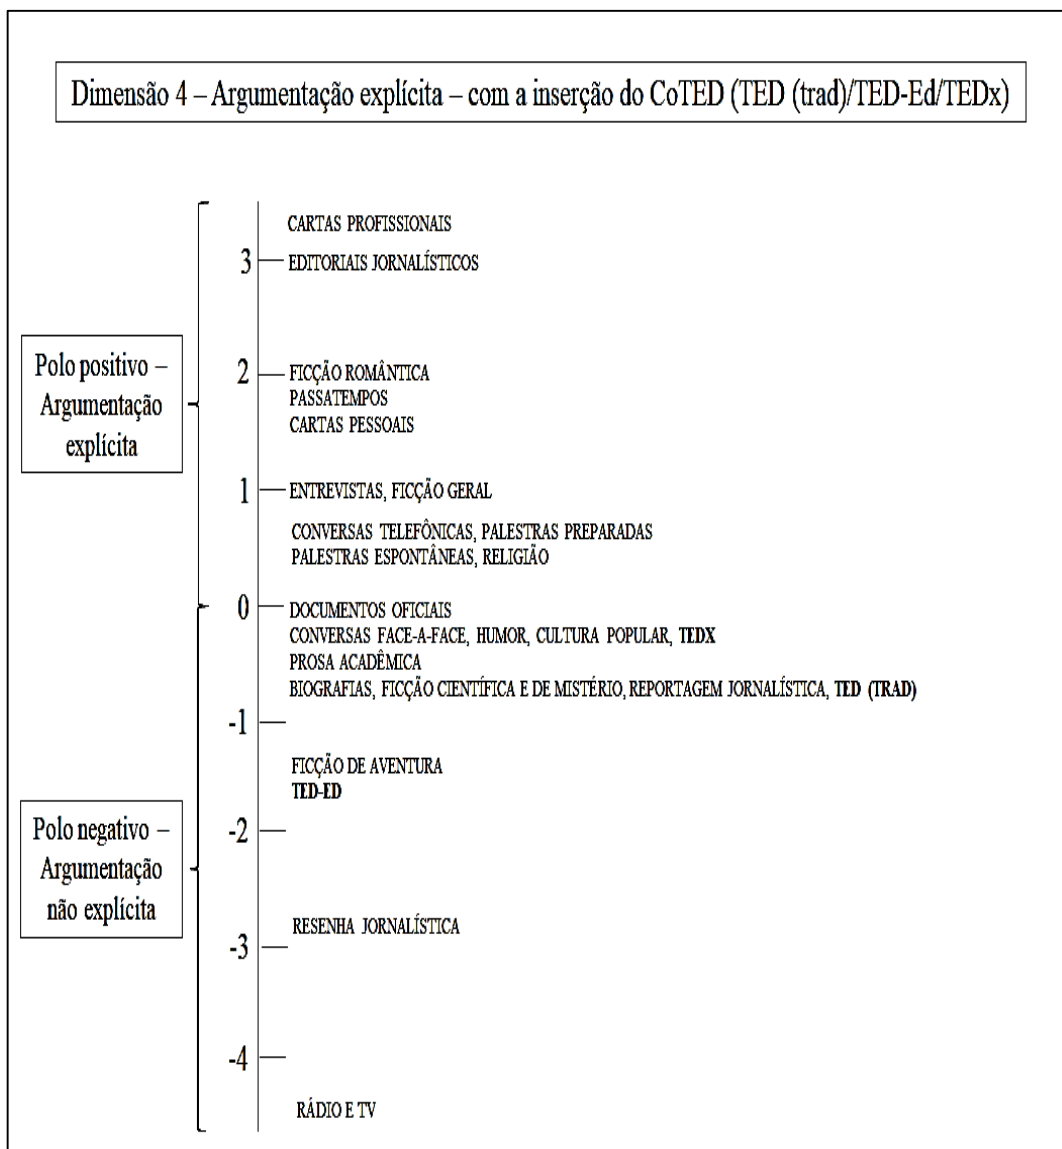 Dimensão 4 – Argumentação explícita – com a inserção do CoTED (TED (trad)/TED-Ed/TEDx)
CARTAS PROFISSIONAIS
3
EDITORIAIS JORNALÍSTICOS
Polo positivo –
Argumentação
explícita
2
FICÇÃO ROMÂNTICA
PASSATEMPOS
CARTAS PESSOAIS
1
ENTREVISTAS, FICÇÃO GERAL
CONVERSAS TELEFÔNICAS, PALESTRAS PREPARADAS
PALESTRAS ESPONTÂNEAS, RELIGIÃO
0
DOCUMENTOS OFICIAIS
CONVERSAS FACE-A-FACE, HUMOR, CULTURA POPULAR, TEDX
PROSA ACADÊMICA
BIOGRAFIAS, FICÇÃO CIENTÍFICA E DE MISTÉRIO, REPORTAGEM JORNALÍSTICA, TED (TRAD)
-1
FICÇÃO DE AVENTURA
TED-ED
Polo negativo –
Argumentação
não explícita
-2
RESENHA JORNALÍSTICA
-3
-4
RÁDIO E TV